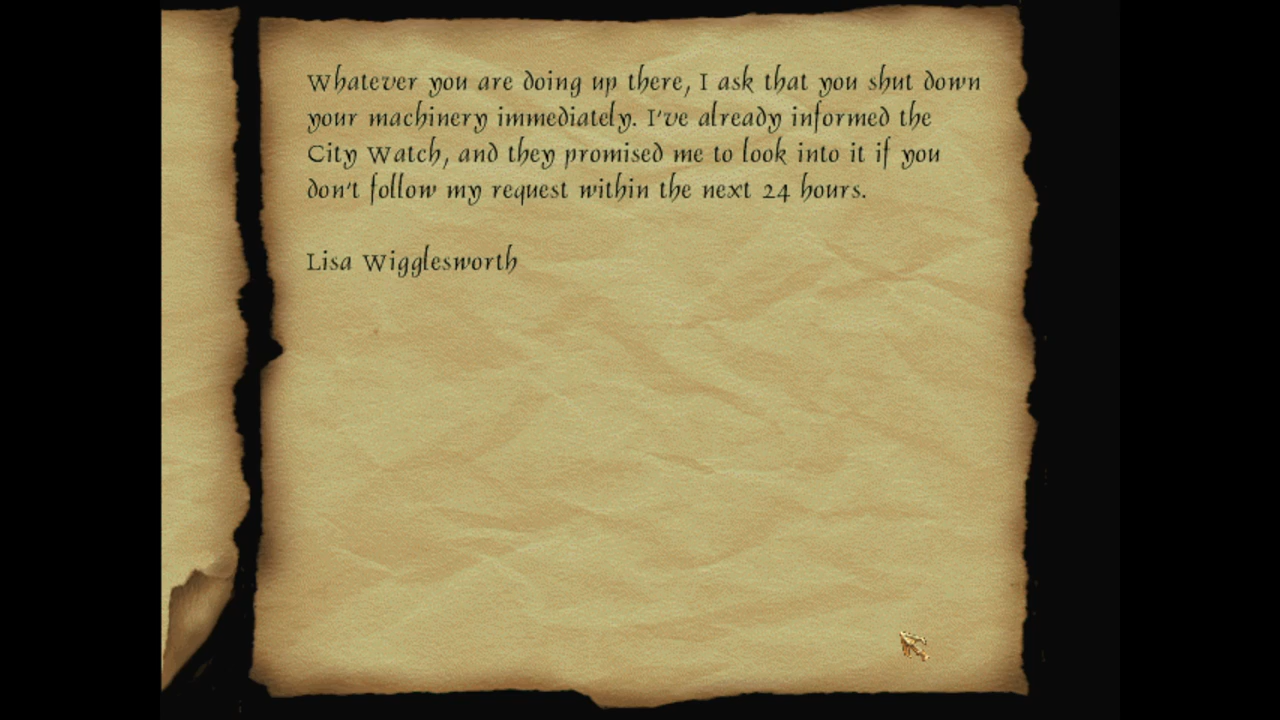 Whatever you are doing up there, I ask that you shut down
your machinery immediately. I've already informed the
City Watch, and they promised me to look into it if you
don't follow my request within the next 24 hours.
Lisa Wigglesworth